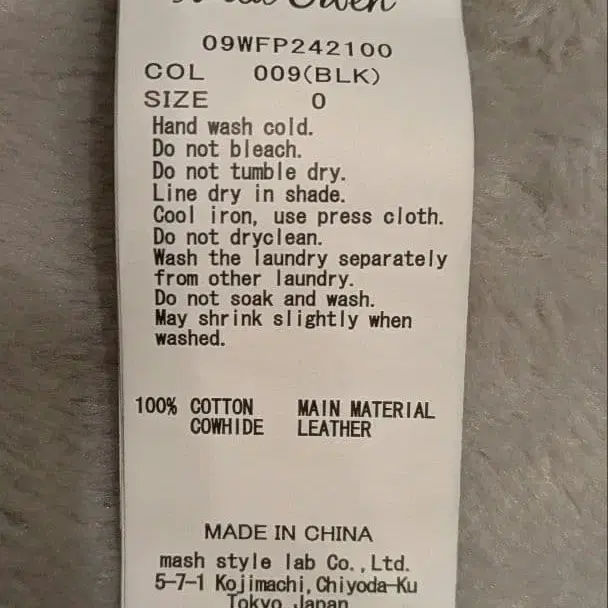 Owen
09WFP242100
COL 009(BLK)
SIZE 0
Hand wash cold.
Do not bleach.
Do not tumble dry.
Line dry in shade.
Cool iron, use press cloth.
Do not dryclean.
Wash the laundry separately
from other laundry.
Do not soak and wash.
May shrink slightly when
washed.
100% COTTON MAIN MATERIAL
COWHIDE LEATHER
MADE IN CHINA
mash style lab Co.,Ltd.
5-7-1 Kojimachi,Chiyoda-Ku
Tokyo Japan